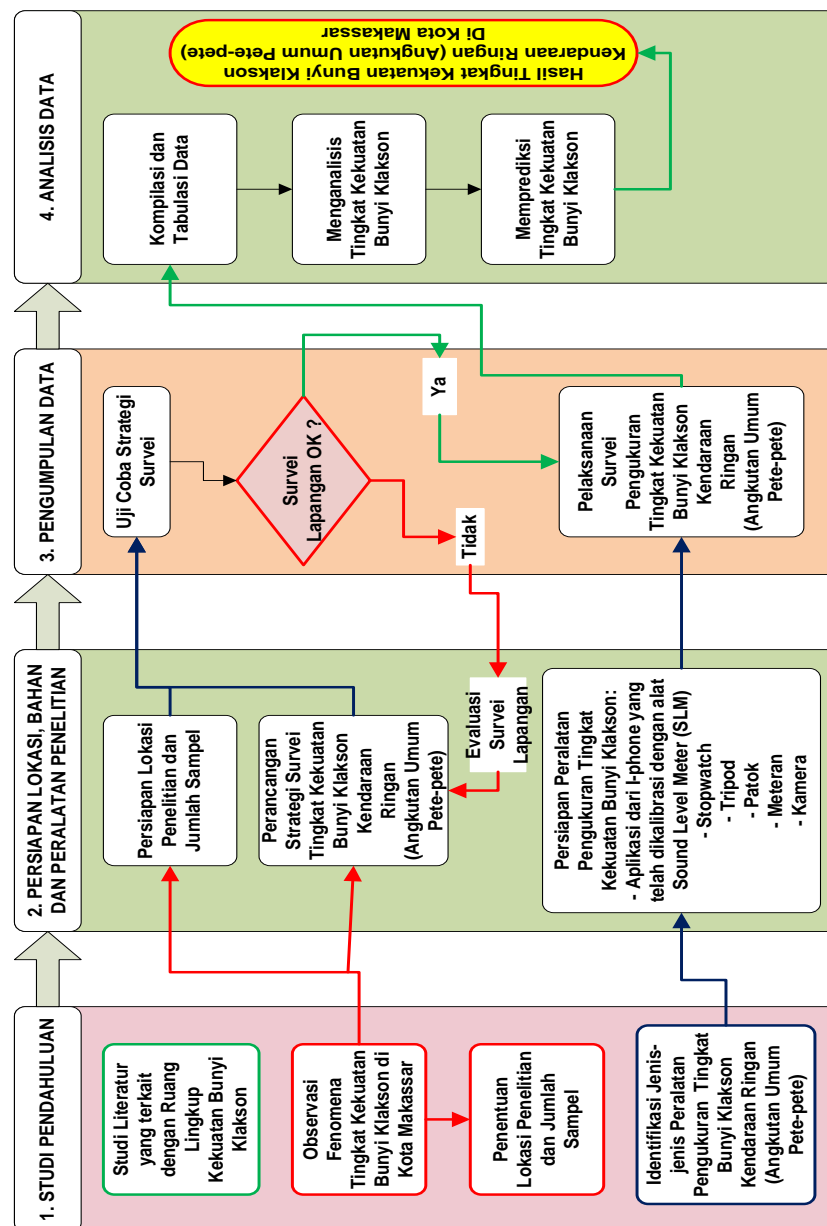 1. STUDI PENDAHULUAN
Studi Literatur
yang terkait
dengan Ruang
Lingkup
Kekuatan Bunyi
Klakson
Observasi
Fenomena
Tingkat Kekuatan
Bunyi Klakson di
Kota Makassar
Penentuan
Lokasi Penelitian
dan Jumlah
Sampel
Identifikasi Jenis-
jenis Peralatan
Pengukuran Tingkat
Bunyi Klakson
Kendaraan Ringan
(Angkutan Umum
Pete-pete)
2. PERSIAPAN LOKASI, BAHAN
DAN PERALATAN PENELITIAN
Persiapan Lokasi
Penelitian dan
Jumlah Sampel
Perancangan
Strategi Survei
Tingkat Kekuatan
Bunyi Klakson
Kendaraan
Ringan
(Angkutan Umum
Pete-pete)
Evaluasi
Survei
Lapangan
Persiapan Peralatan
Pengukuran Tingkat
Kekuatan Bunyi Klakson:
- Aplikasi dari I-phone yang
telah dikalibrasi dengan alat
Sound Level Meter (SLM)
- Stopwatch
- Tripod
- Patok
- Meteran
- Kamera
3. PENGUMPULAN DATA
Uji Coba Strategi
Survei
Survei
Lapangan OK ?
Ya
Tidak
Pelaksanaan
Survei
Pengukuran
Tingkat Kekuatan
Bunyi Klakson
Kendaraan
Ringan
(Angkutan Umum
Pete-pete)
4. ANALISIS DATA
Kompilasi dan
Tabulasi Data
Menganalisis
Tingkat Kekuatan
Bunyi Klakson
Memprediksi
Tingkat Kekuatan
Bunyi Klakson
Hasil Tingkat Kekuatan Bunyi Klakson
Kendaraan Ringan (Angkutan Umum Pete-pete)
Di Kota Makassar